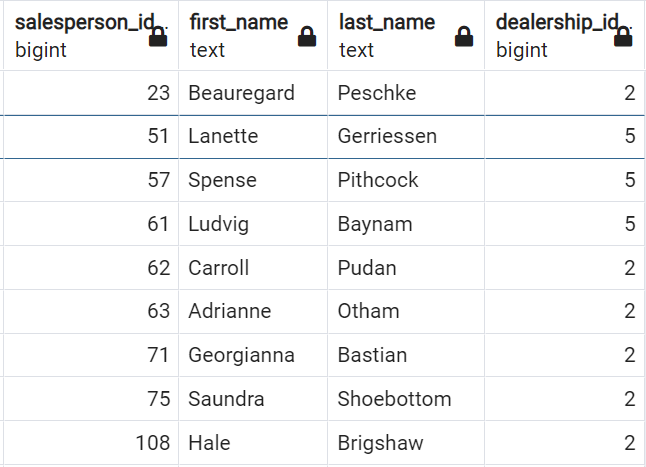 salesperson_id.. first_name last_name dealership_id..
bigint text text bigint
23 Beauregard Peschke 2
51 Lanette Gerriessen 5
57 Spense Pithcock 5
61 Ludvig Baynam 5
62 Carroll Pudan 2
63 Adrianne Otham 2
71 Georgianna Bastian 2
75 Saundra Shoebottom 2
108 Hale Brigshaw 2